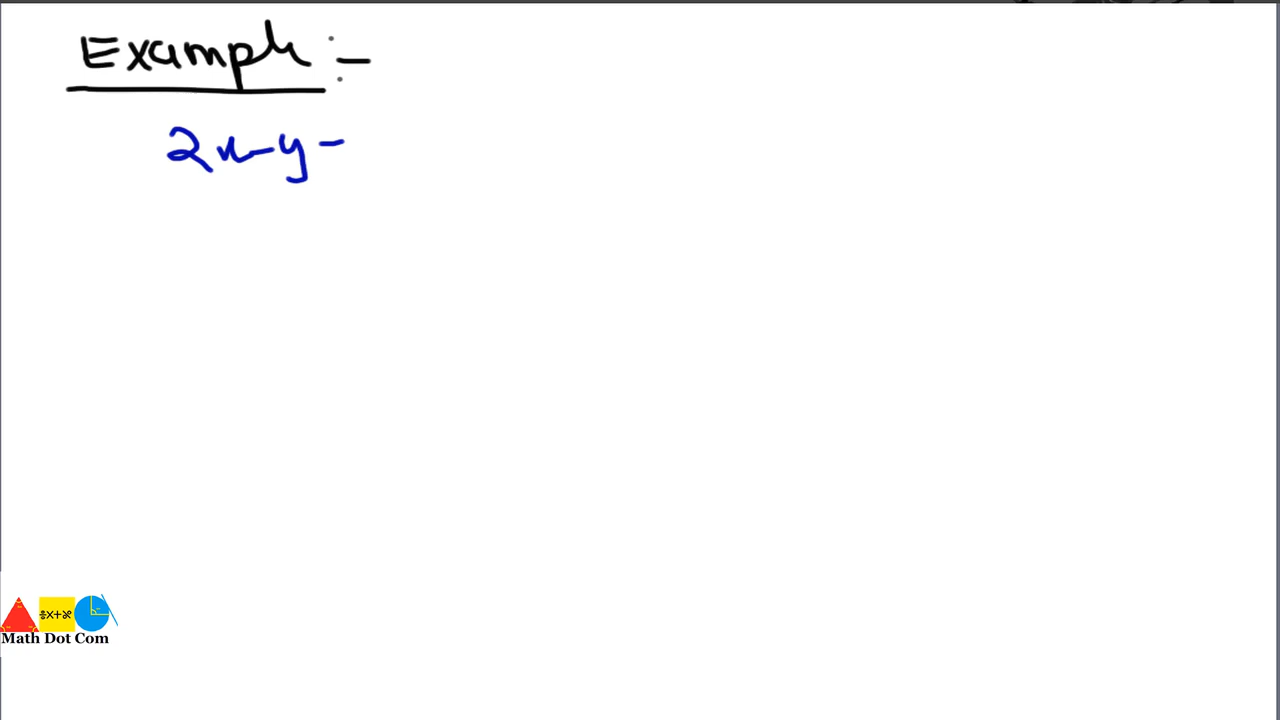 Example :-
2x-y-
÷x+×
Math Dot Com